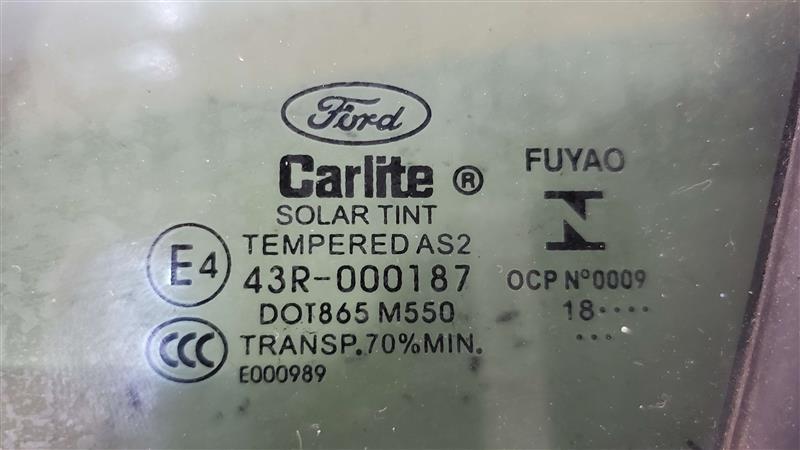 Ford
Carlite ®
SOLAR TINT
TEMPERED AS2
E4
43R-000187
DOT865 M550
CCC
TRANSP.70%MIN.
E000989
FUYAO
OCP Nº0009
18····
···